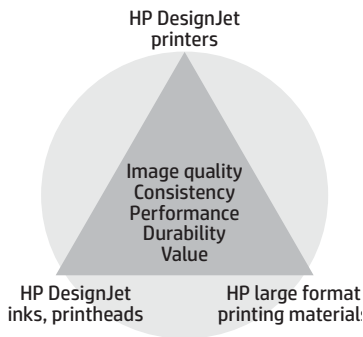 HP DesignJet
printers
Image quality
Consistency
Performance
Durability
Value
HP DesignJet
inks, printheads
HP large format
printing materials